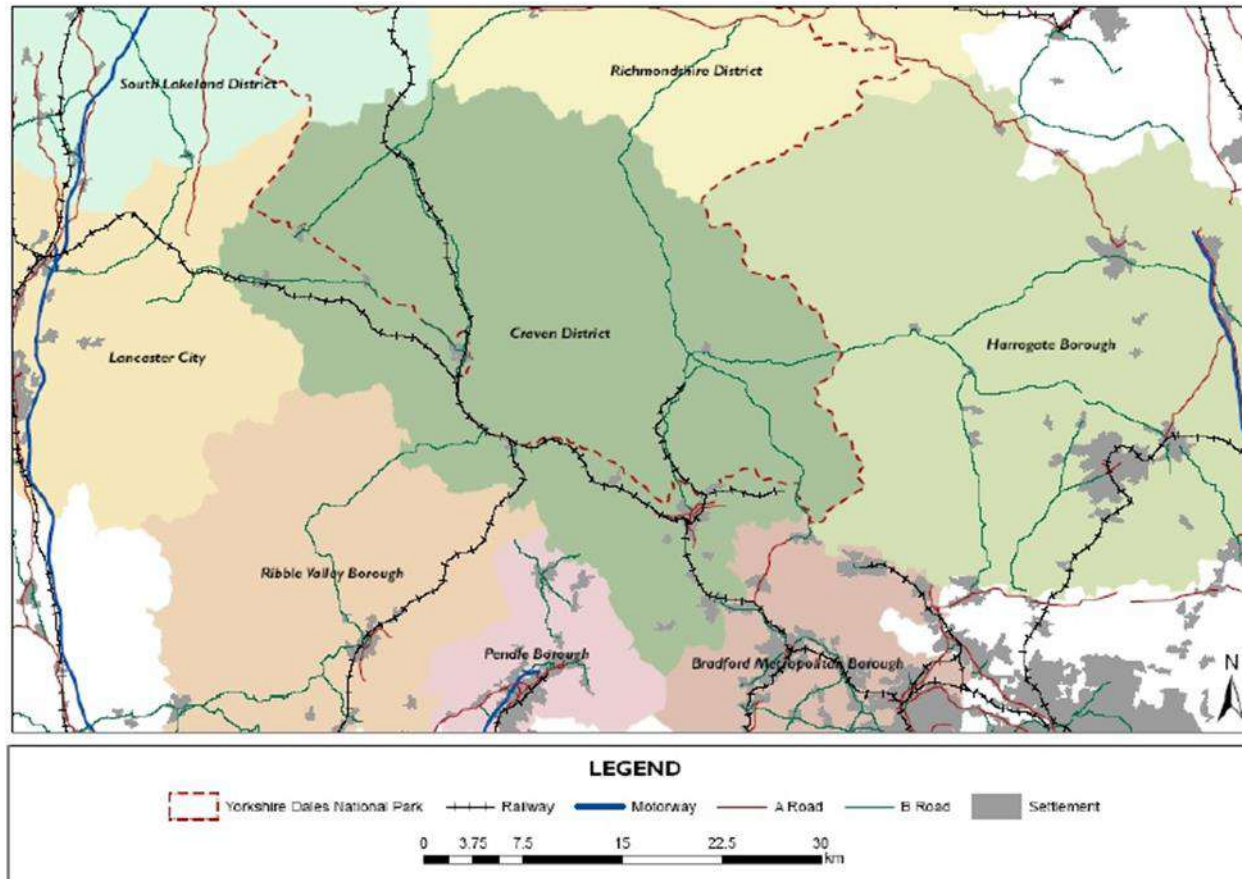 South Lakeland District
Richmondshire District
Craven District
Lancaster City
Harrogate Borough
Ribble Valley Borough
Pendle Borough
Bradford Metropolitan Borough
N
LEGEND
Yorkshire Dales National Park Railway Motorway A Road B Road Settlement
0 3.75 7.5 15 22.5 30
km